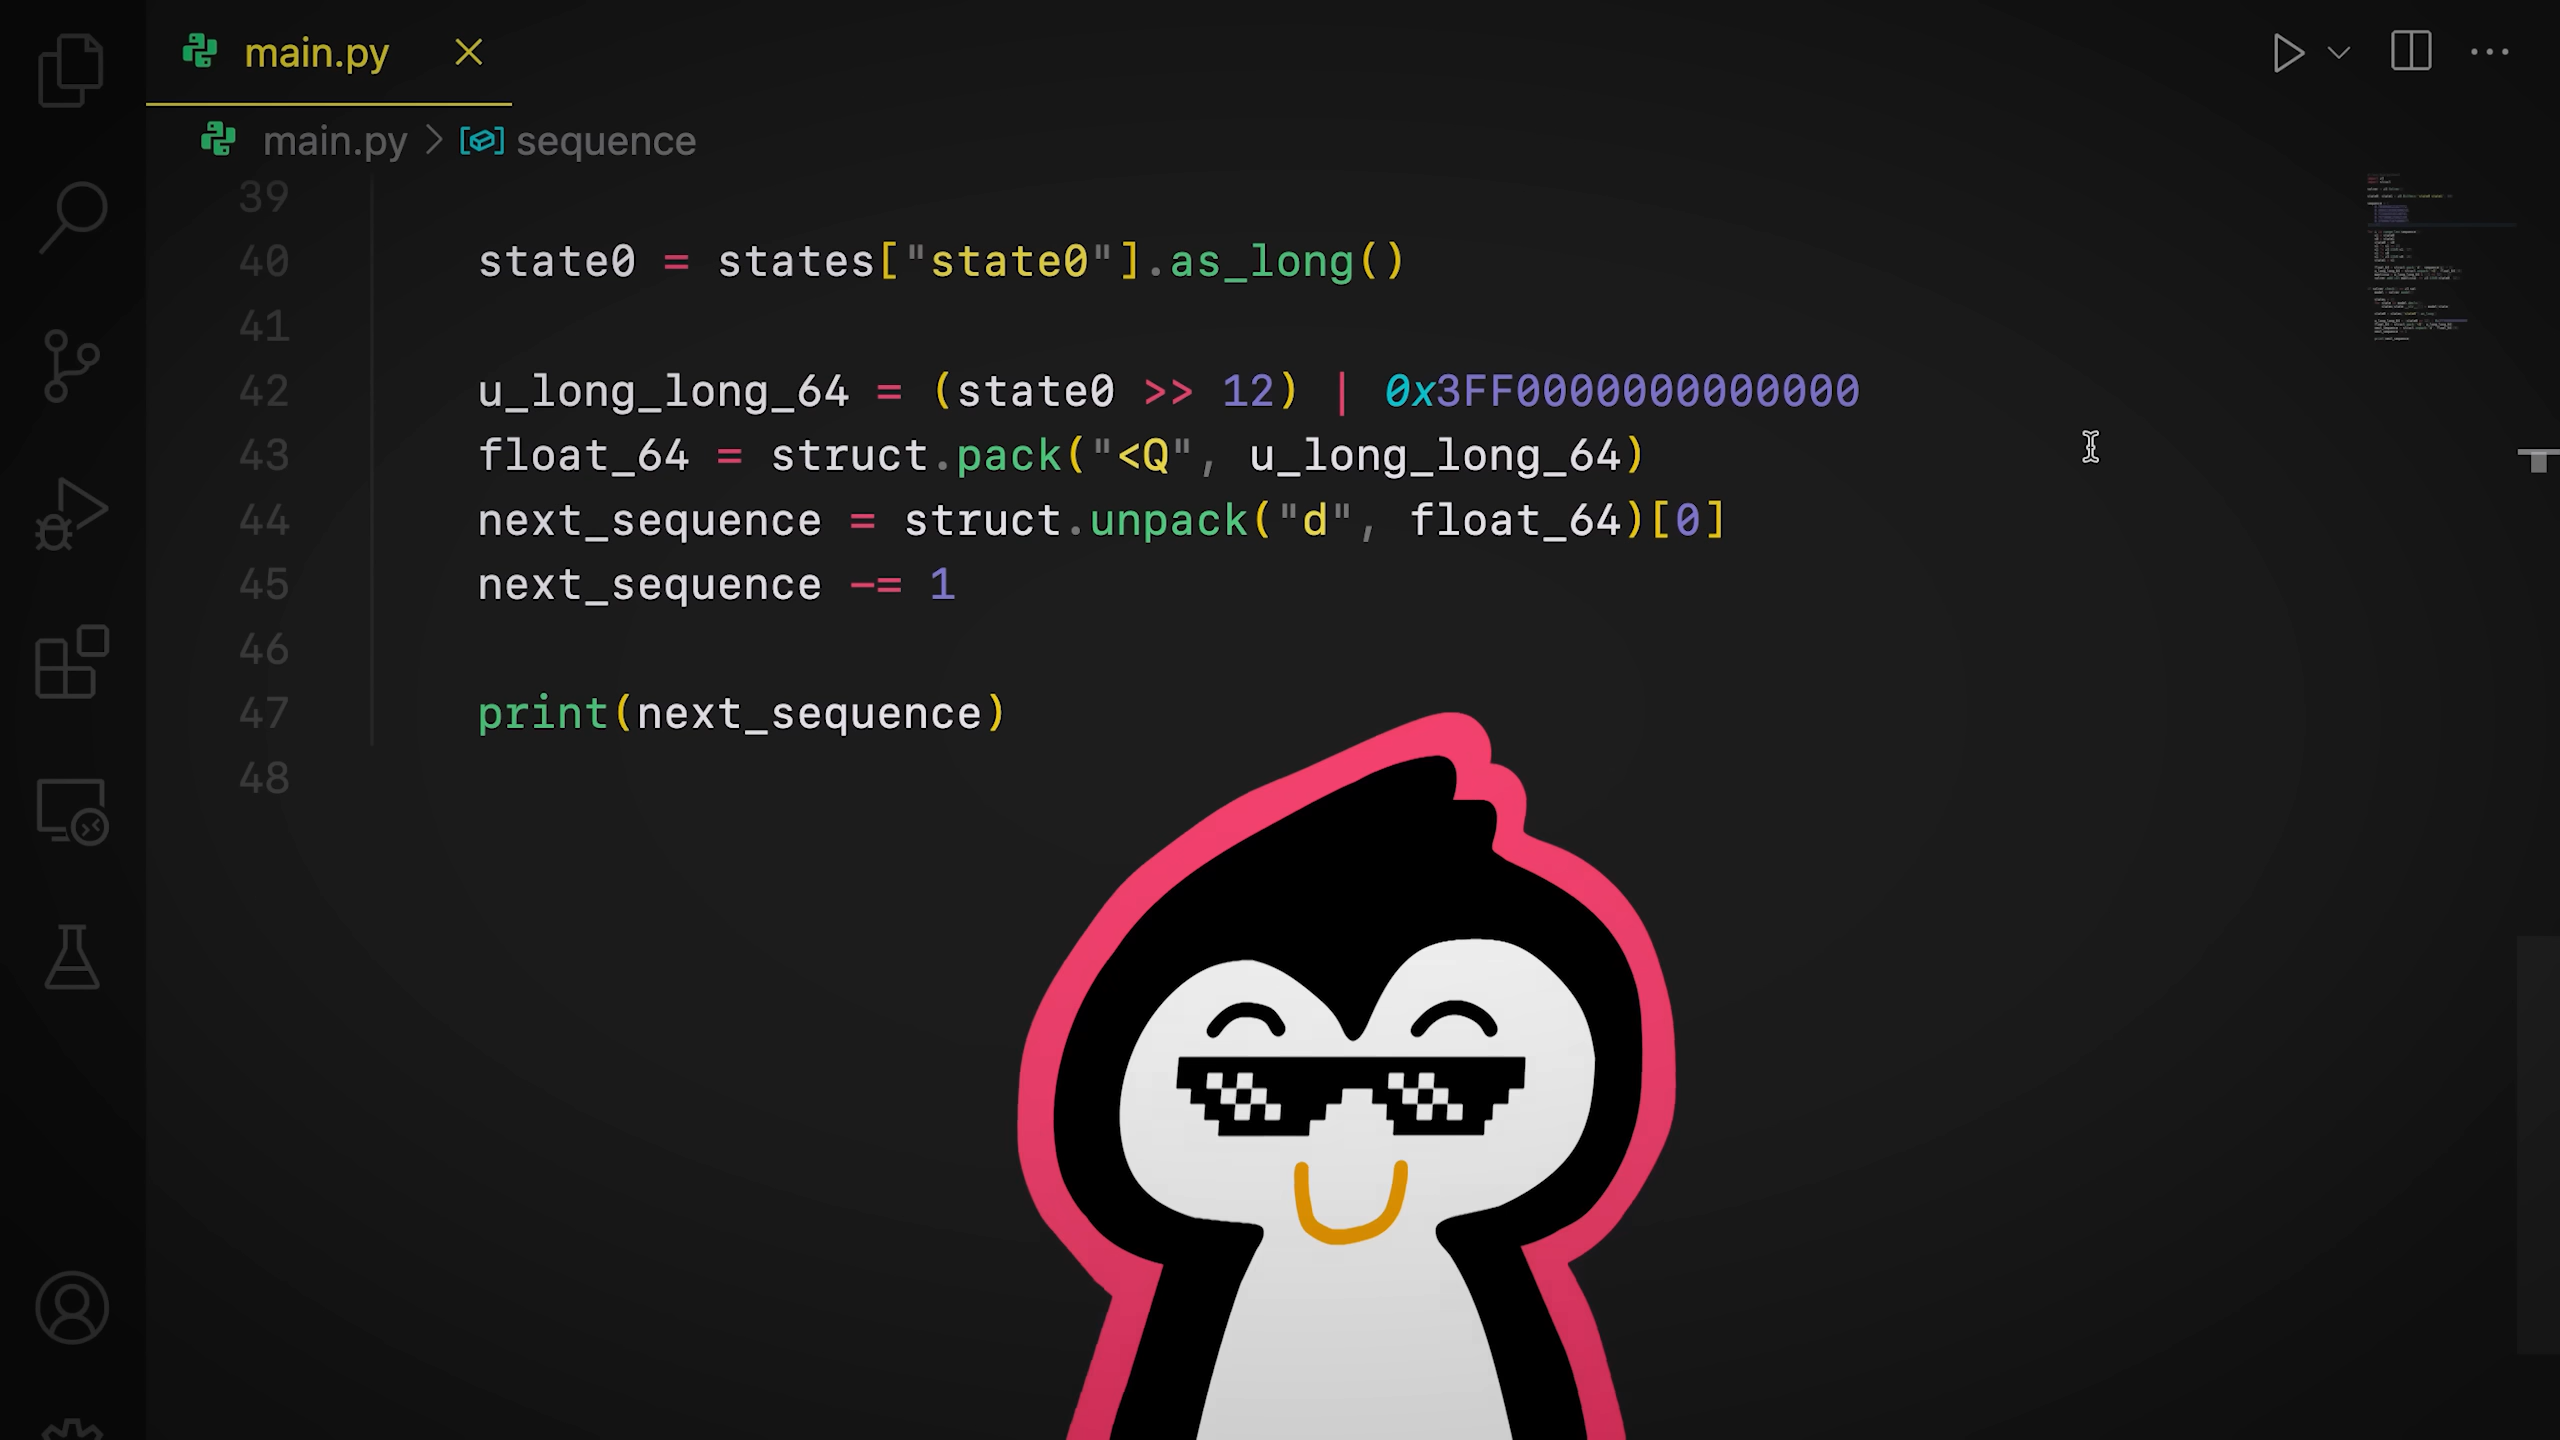 main.py
main.py > sequence
39
40 state0 = states["state0"].as_long()
41
42 u_long_long_64 = (state0 >> 12) | 0x3FF0000000000000
43 float_64 = struct.pack("<Q", u_long_long_64)
44 next_sequence = struct.unpack("d", float_64)[0]
45 next_sequence -= 1
46
47 print(next_sequence)
48